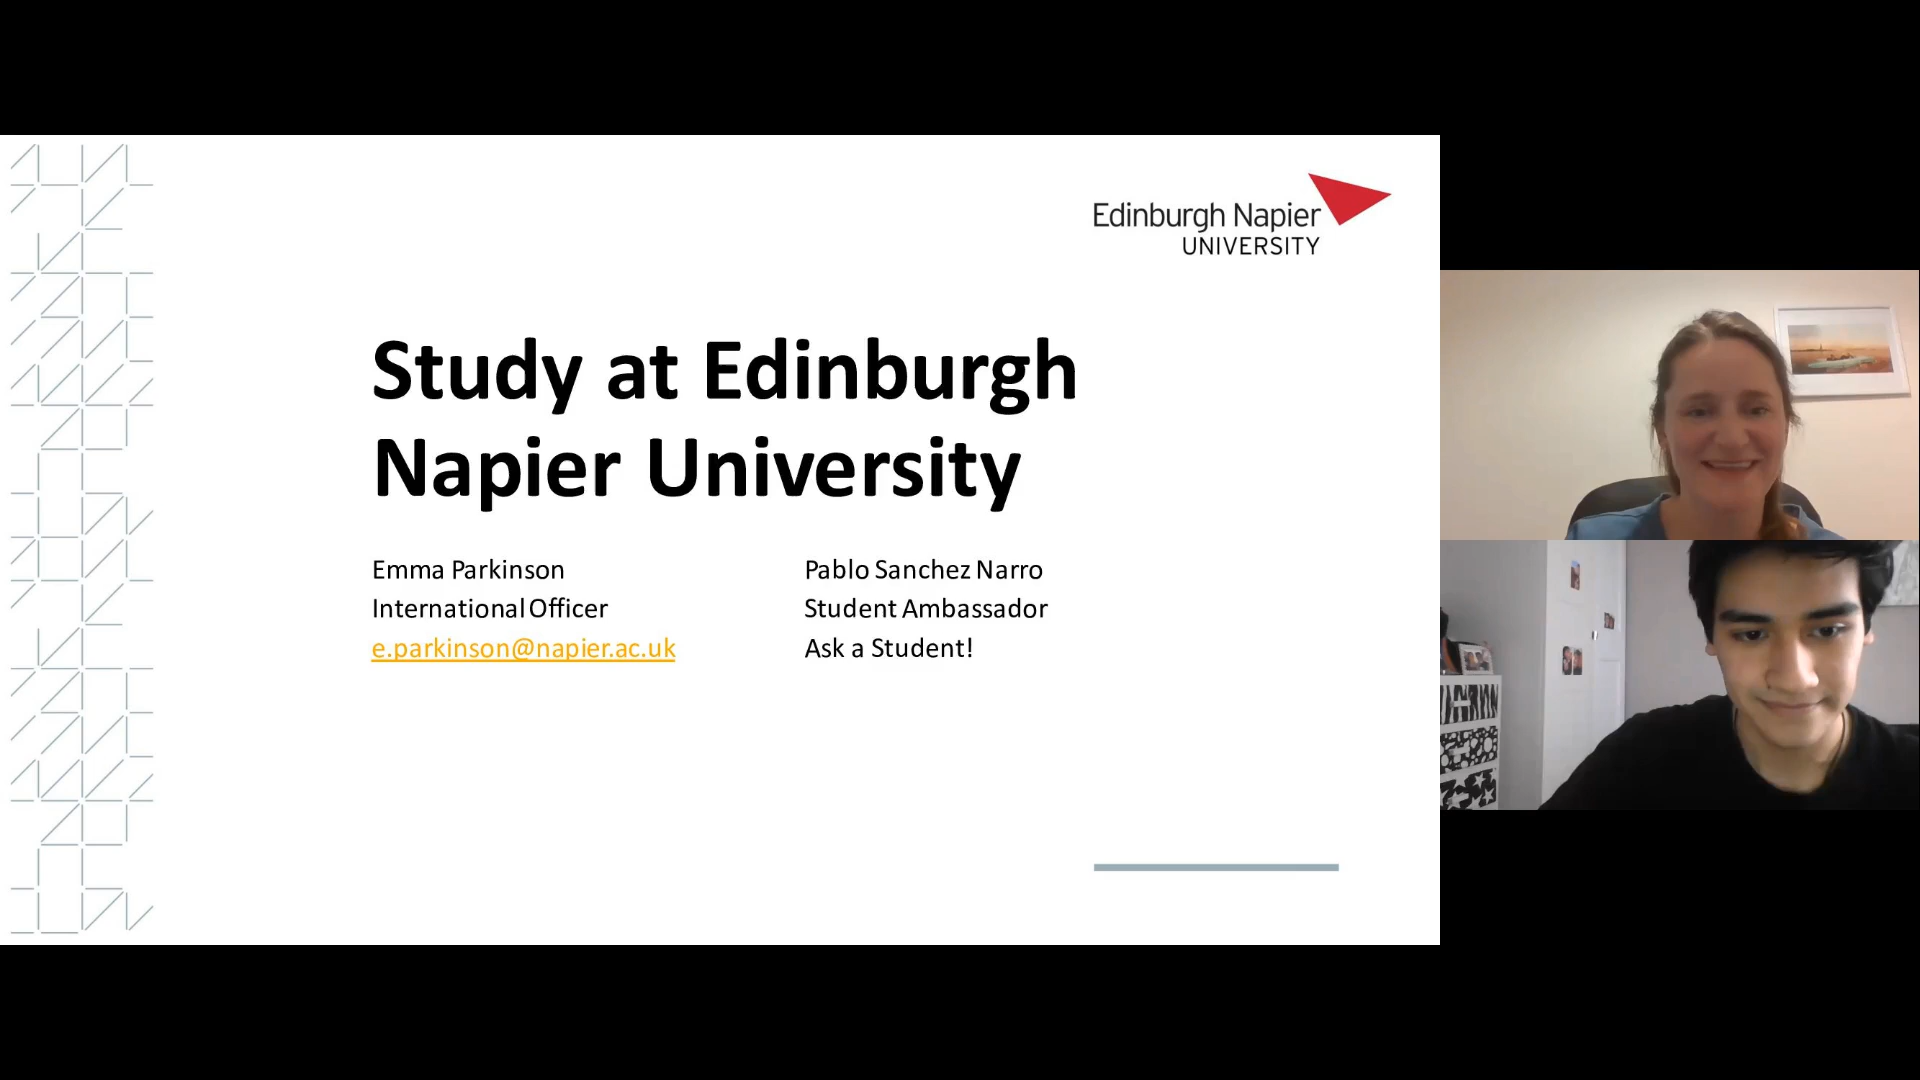 Edinburgh Napier
UNIVERSITY
Study at Edinburgh
Napier University
Emma Parkinson
International Officer
e.parkinson@napier.ac.uk
Pablo Sanchez Narro
Student Ambassador
Ask a Student!